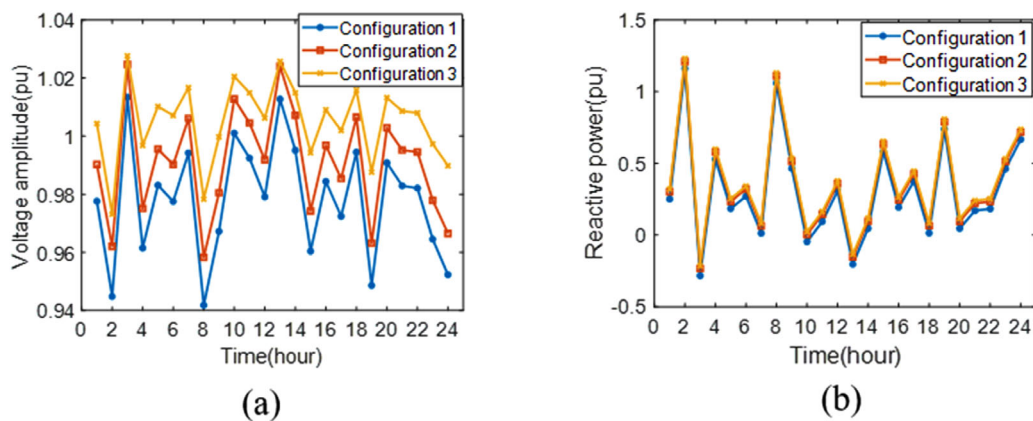 Voltage amplitude(pu)
1.04
1.02
1
0.98
0.96
0.94
Configuration 1
Configuration 2
Configuration 3
0 2 4 6 8 10 12 14 16 18 20 22 24
Time(hour)
(a)
Reactive power(pu)
1.5
1
0.5
0
-0.5
Configuration 1
Configuration 2
Configuration 3
0 2 4 6 8 10 12 14 16 18 20 22 24
Time(hour)
(b)